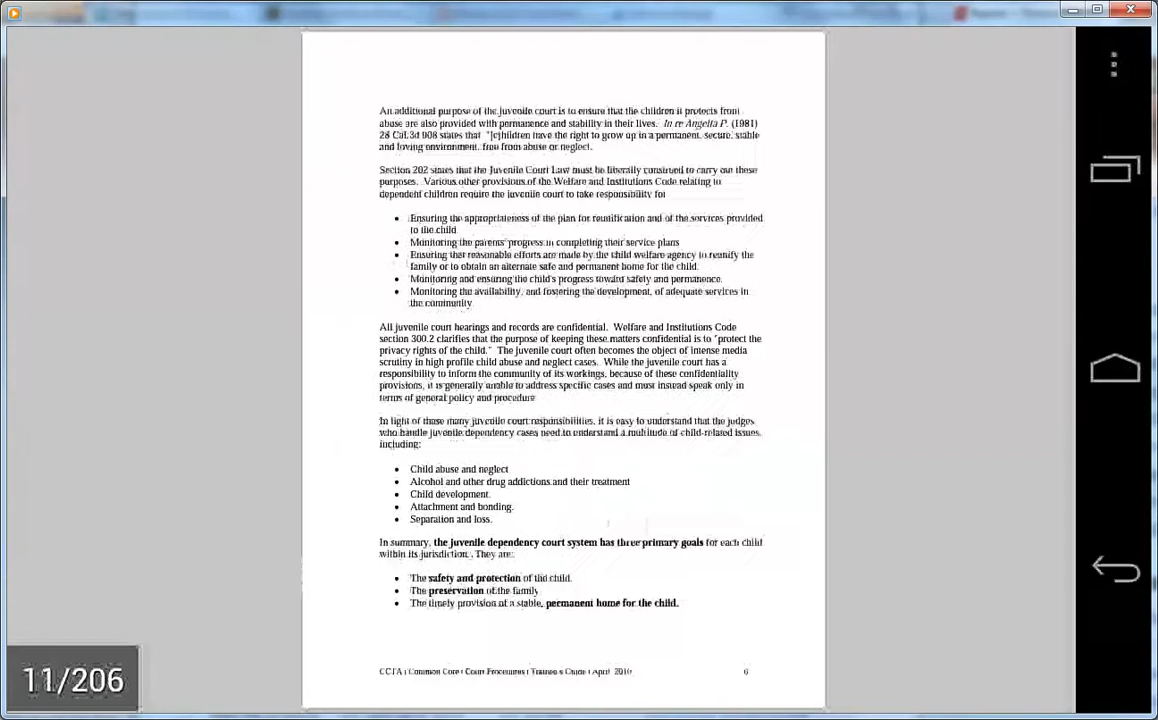 An additional purpose of the juvenile court is to ensure that the children it protects from
abuse are also provided with permanence and stability in their lives. In re Angelia P. (1981)
28 Cal.3d 908 states that "[c]hildren have the right to grow up in a permanent, secure, stable
and loving environment, free from abuse or neglect.
Section 202 states that the Juvenile Court Law must be liberally construed to carry out these
purposes. Various other provisions of the Welfare and Institutions Code relating to
dependent children require the juvenile court to take responsibility for
• Ensuring the appropriateness of the plan for reunification and of the services provided
to the child
• Monitoring the parents' progress in completing their service plans
• Ensuring that reasonable efforts are made by the child welfare agency to reunify the
family or to obtain an alternate safe and permanent home for the child.
• Monitoring and ensuring the child's progress toward safety and permanence.
• Monitoring the availability, and fostering the development, of adequate services in
the community
All juvenile court hearings and records are confidential. Welfare and Institutions Code
section 300.2 clarifies that the purpose of keeping these matters confidential is to "protect the
privacy rights of the child." The juvenile court often becomes the object of intense media
scrutiny in high profile child abuse and neglect cases. While the juvenile court has a
responsibility to inform the community of its workings, because of these confidentiality
provisions, it is generally unable to address specific cases and must instead speak only in
terms of general policy and procedure
In light of these many juvenile court responsibilities, it is easy to understand that the judges
who handle juvenile dependency cases need to understand a multitude of child-related issues,
including:
• Child abuse and neglect
• Alcohol and other drug addictions and their treatment
• Child development.
• Attachment and bonding.
• Separation and loss.
In summary, the juvenile dependency court system has three primary goals for each child
within its jurisdiction. They are:
• The safety and protection of the child.
• The preservation of the family
• The timely provision of a stable, permanent home for the child.
CCTA | Common Core | Court Procedures | Trainee's Guide | April 2010 6
11/206